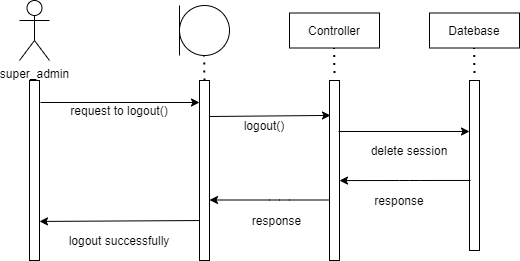 Controller
Datebase
super_admin
request to logout()
logout()
delete session
response
response
logout successfully